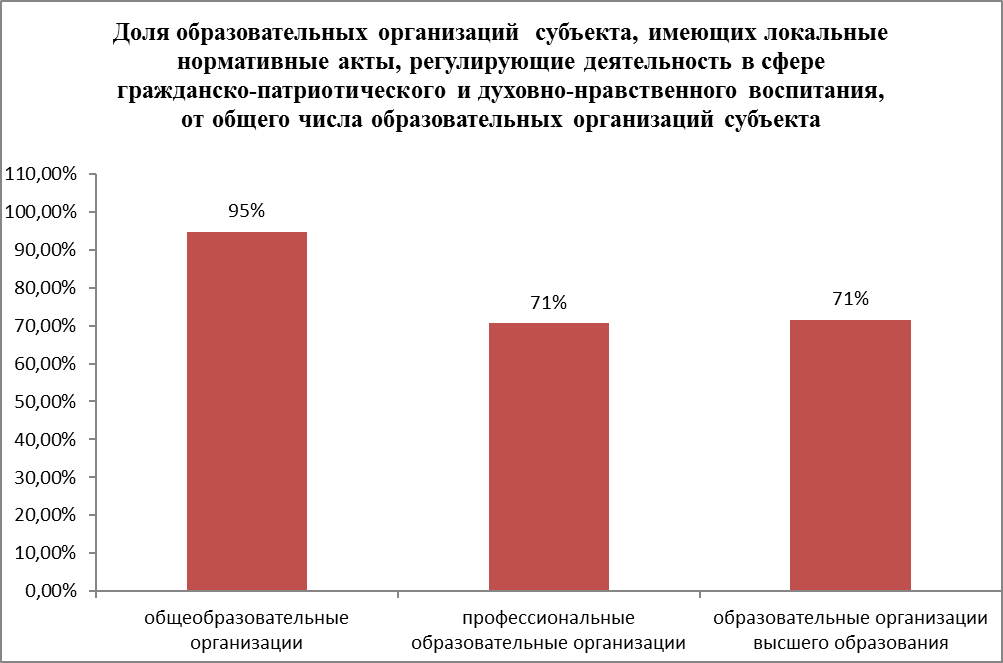 Доля образовательных организаций субъекта, имеющих локальные
нормативные акты, регулирующие деятельность в сфере
гражданско-патриотического и духовно-нравственного воспитания,
от общего числа образовательных организаций субъекта
110,00%
100,00%
90,00%
80,00%
70,00%
60,00%
50,00%
40,00%
30,00%
20,00%
10,00%
0,00%
95%
71%
71%
общеобразовательные
организации
профессиональные
образовательные организации
образовательные организации
высшего образования